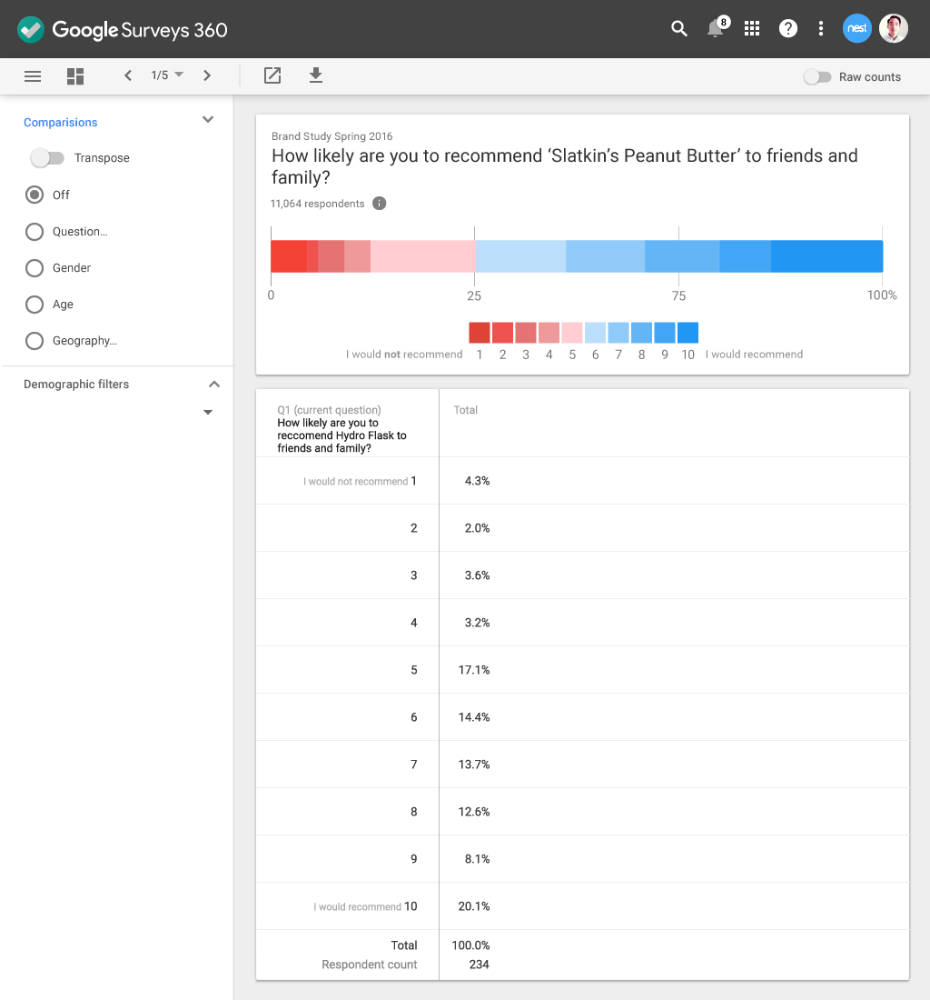 Google Surveys 360
8
nest
1/5
Raw counts
Comparisions
Transpose
Off
Question...
Gender
Age
Geography...
Demographic filters
Brand Study Spring 2016
How likely are you to recommend ‘Slatkin’s Peanut Butter’ to friends and
family?
11,064 respondents
0 25 75 100%
I would not recommend 1 2 3 4 5 6 7 8 9 10 I would recommend
Q1 (current question)
How likely are you to
reccomend Hydro Flask to
friends and family?
Total
I would not recommend 1 4.3%
2 2.0%
3 3.6%
4 3.2%
5 17.1%
6 14.4%
7 13.7%
8 12.6%
9 8.1%
I would recommend 10 20.1%
Total 100.0%
Respondent count 234